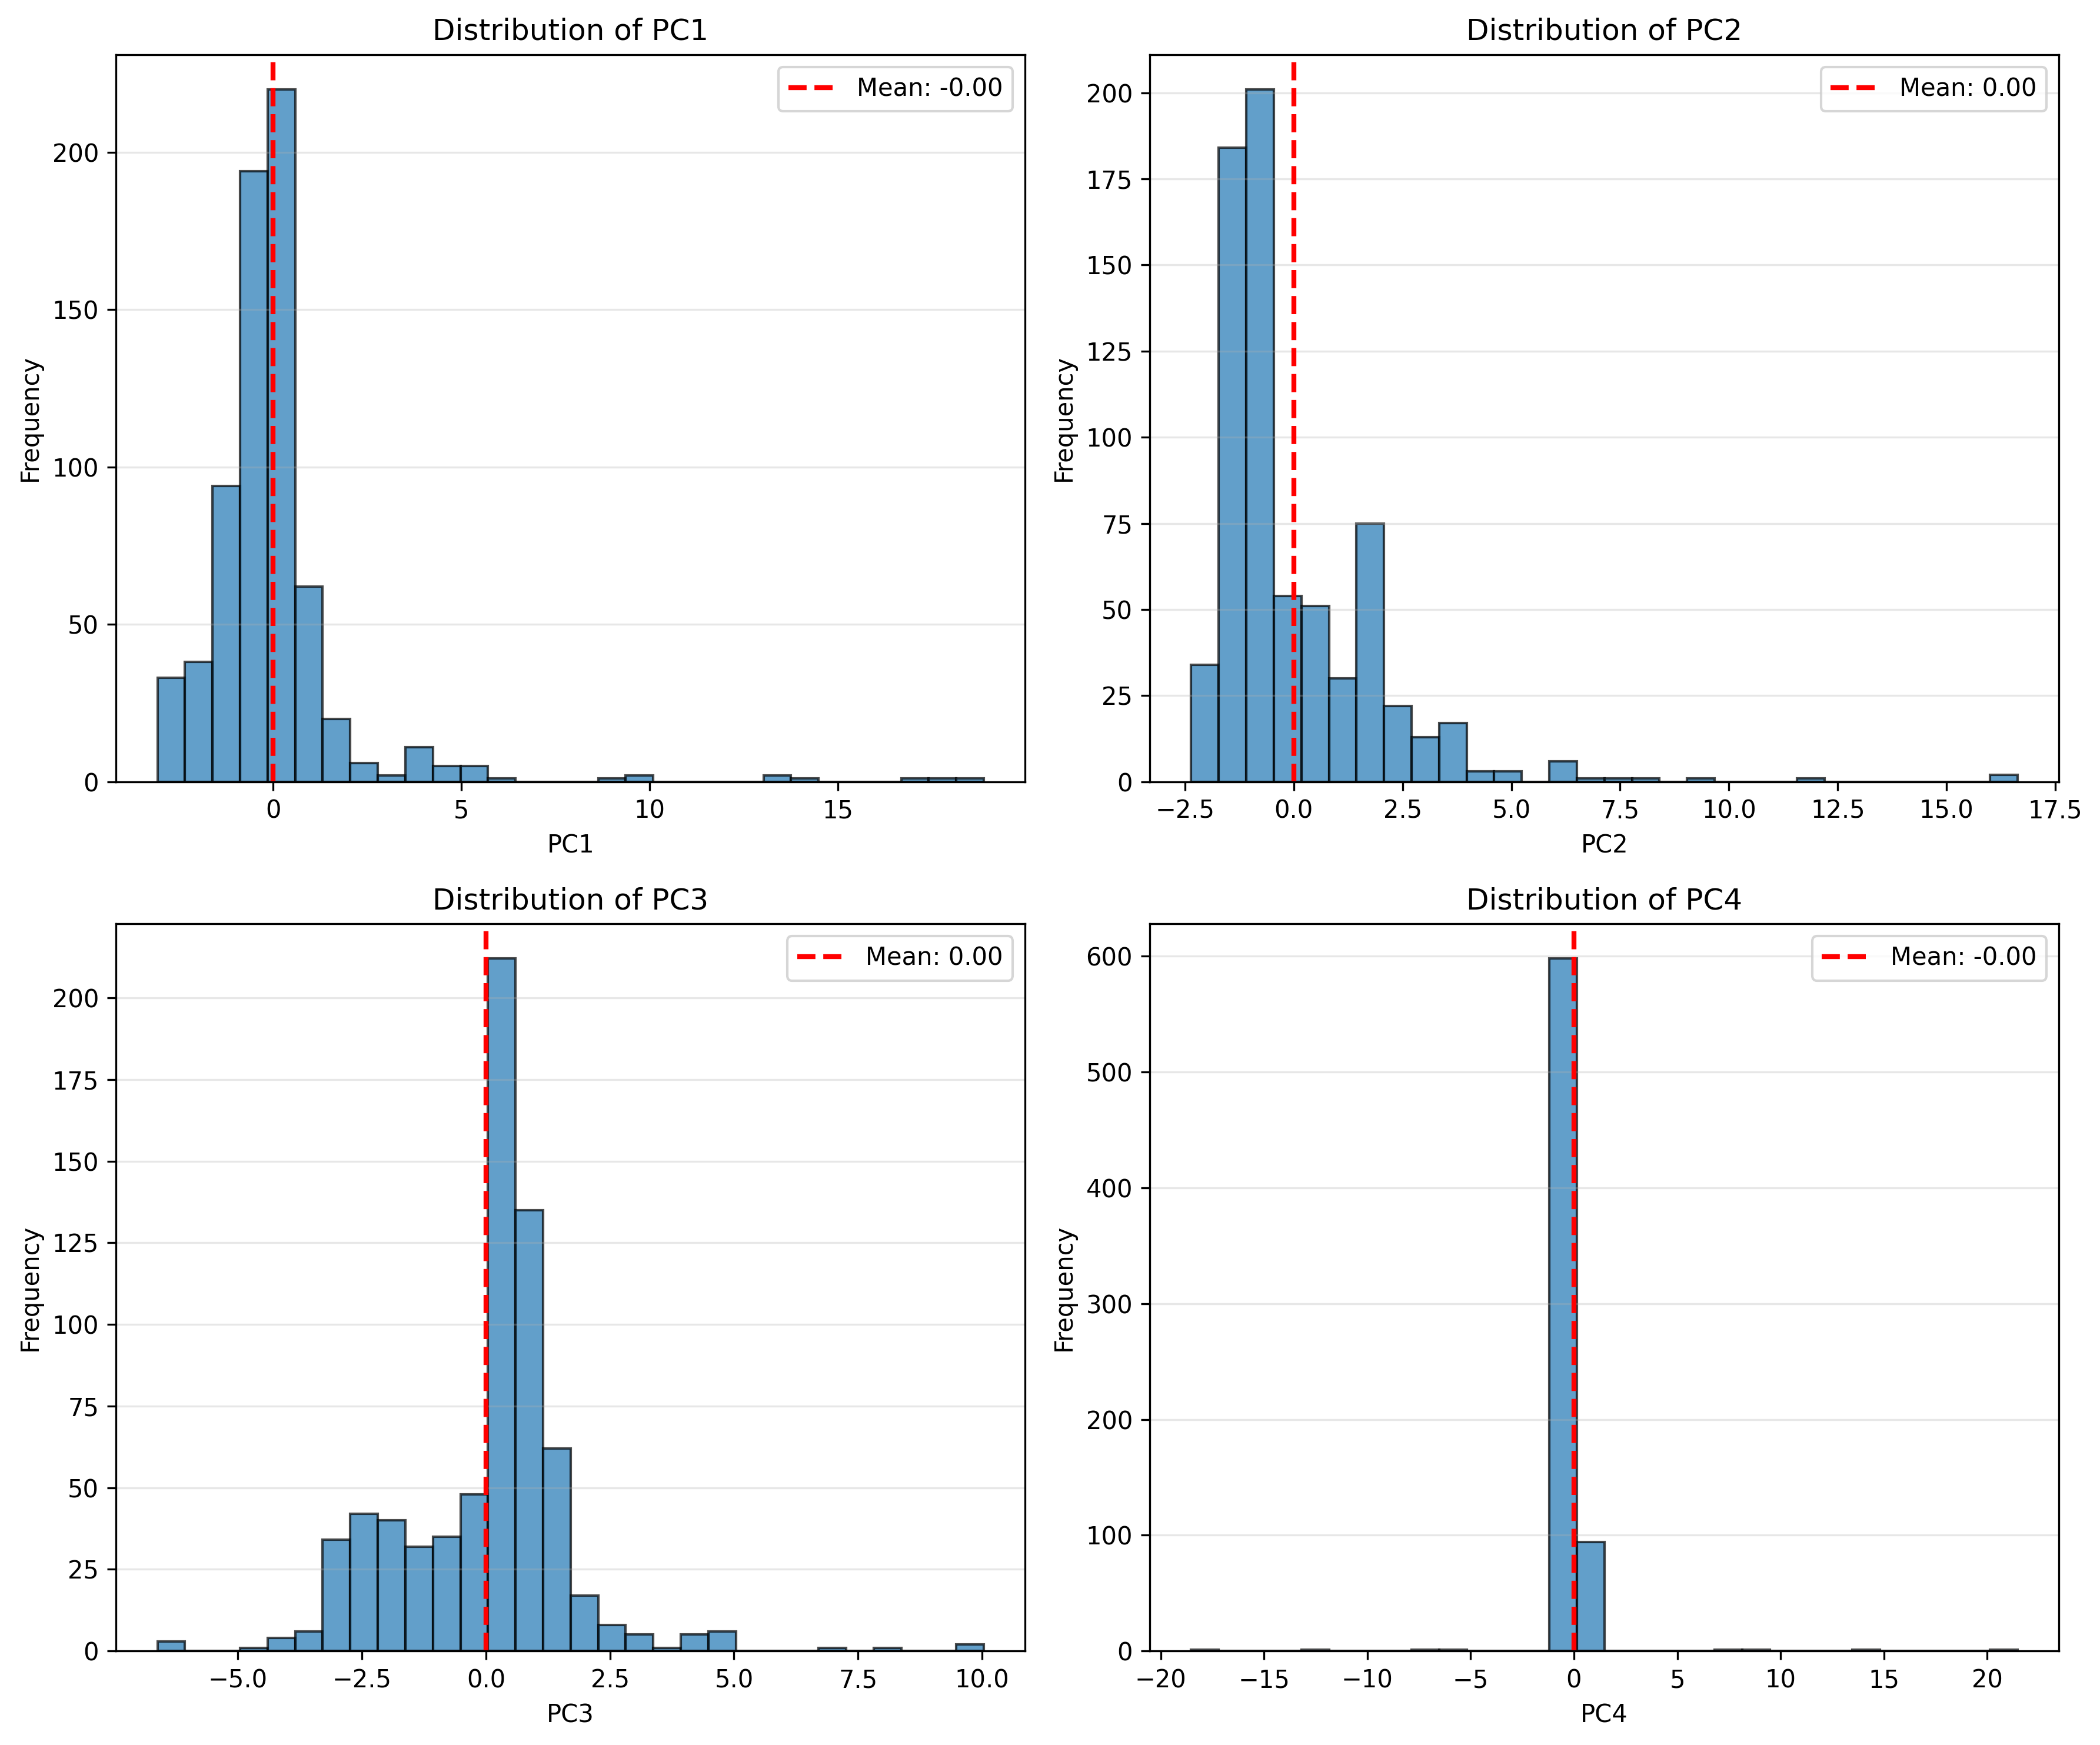 Distribution of PC1
Mean: -0.00
Frequency
200
150
100
50
0
0 5 10 15
PC1
Distribution of PC2
Mean: 0.00
Frequency
200
175
150
125
100
75
50
25
0
−2.5 0.0 2.5 5.0 7.5 10.0 12.5 15.0 17.5
PC2
Distribution of PC3
Mean: 0.00
Frequency
200
175
150
125
100
75
50
25
0
−5.0 −2.5 0.0 2.5 5.0 7.5 10.0
PC3
Distribution of PC4
Mean: -0.00
Frequency
600
500
400
300
200
100
0
−20 −15 −10 −5 0 5 10 15 20
PC4